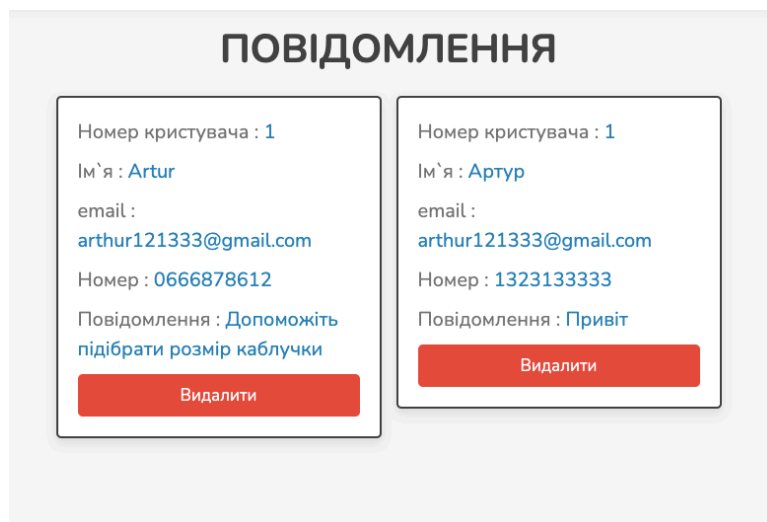 ПОВІДОМЛЕННЯ
Номер кристувача : 1
Ім`я : Artur
email :
arthur121333@gmail.com
Номер : 0666878612
Повідомлення : Допоможіть
підібрати розмір каблучки
Видалити
Номер кристувача : 1
Ім`я : Артур
email :
arthur121333@gmail.com
Номер : 1323133333
Повідомлення : Привіт
Видалити